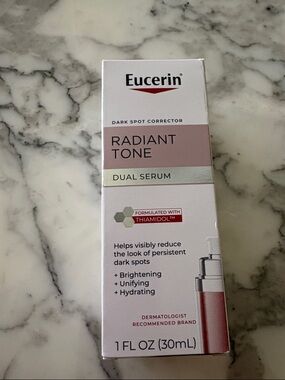 Eucerin®
DARK SPOT CORRECTOR
RADIANT
TONE
DUAL SERUM
FORMULATED WITH
THIAMIDOL™
Helps visibly reduce
the look of persistent
dark spots
+ Brightening
+ Unifying
+ Hydrating
DERMATOLOGIST
RECOMMENDED BRAND
1 FL OZ (30mL)